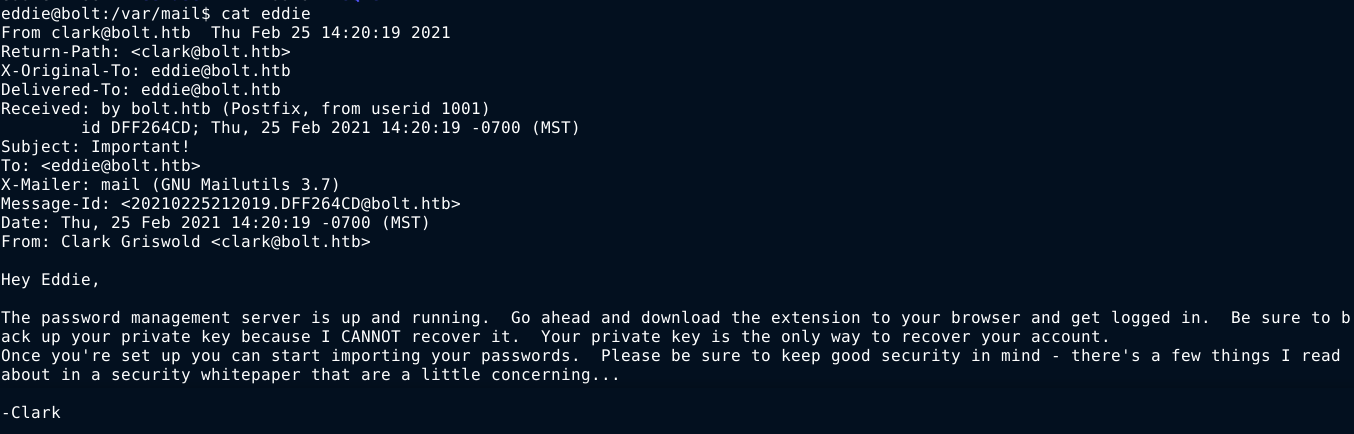 eddie@bolt:/var/mail$ cat eddie
From clark@bolt.htb  Thu Feb 25 14:20:19 2021
Return-Path: <clark@bolt.htb>
X-Original-To: eddie@bolt.htb
Delivered-To: eddie@bolt.htb
Received: by bolt.htb (Postfix, from userid 1001)
        id DFF264CD; Thu, 25 Feb 2021 14:20:19 -0700 (MST)
Subject: Important!
To: <eddie@bolt.htb>
X-Mailer: mail (GNU Mailutils 3.7)
Message-Id: <20210225212019.DFF264CD@bolt.htb>
Date: Thu, 25 Feb 2021 14:20:19 -0700 (MST)
From: Clark Griswold <clark@bolt.htb>

Hey Eddie,

The password management server is up and running.  Go ahead and download the extension to your browser and get logged in.  Be sure to b
ack up your private key because I CANNOT recover it.  Your private key is the only way to recover your account.
Once you're set up you can start importing your passwords.  Please be sure to keep good security in mind - there's a few things I read
about in a security whitepaper that are a little concerning...

-Clark